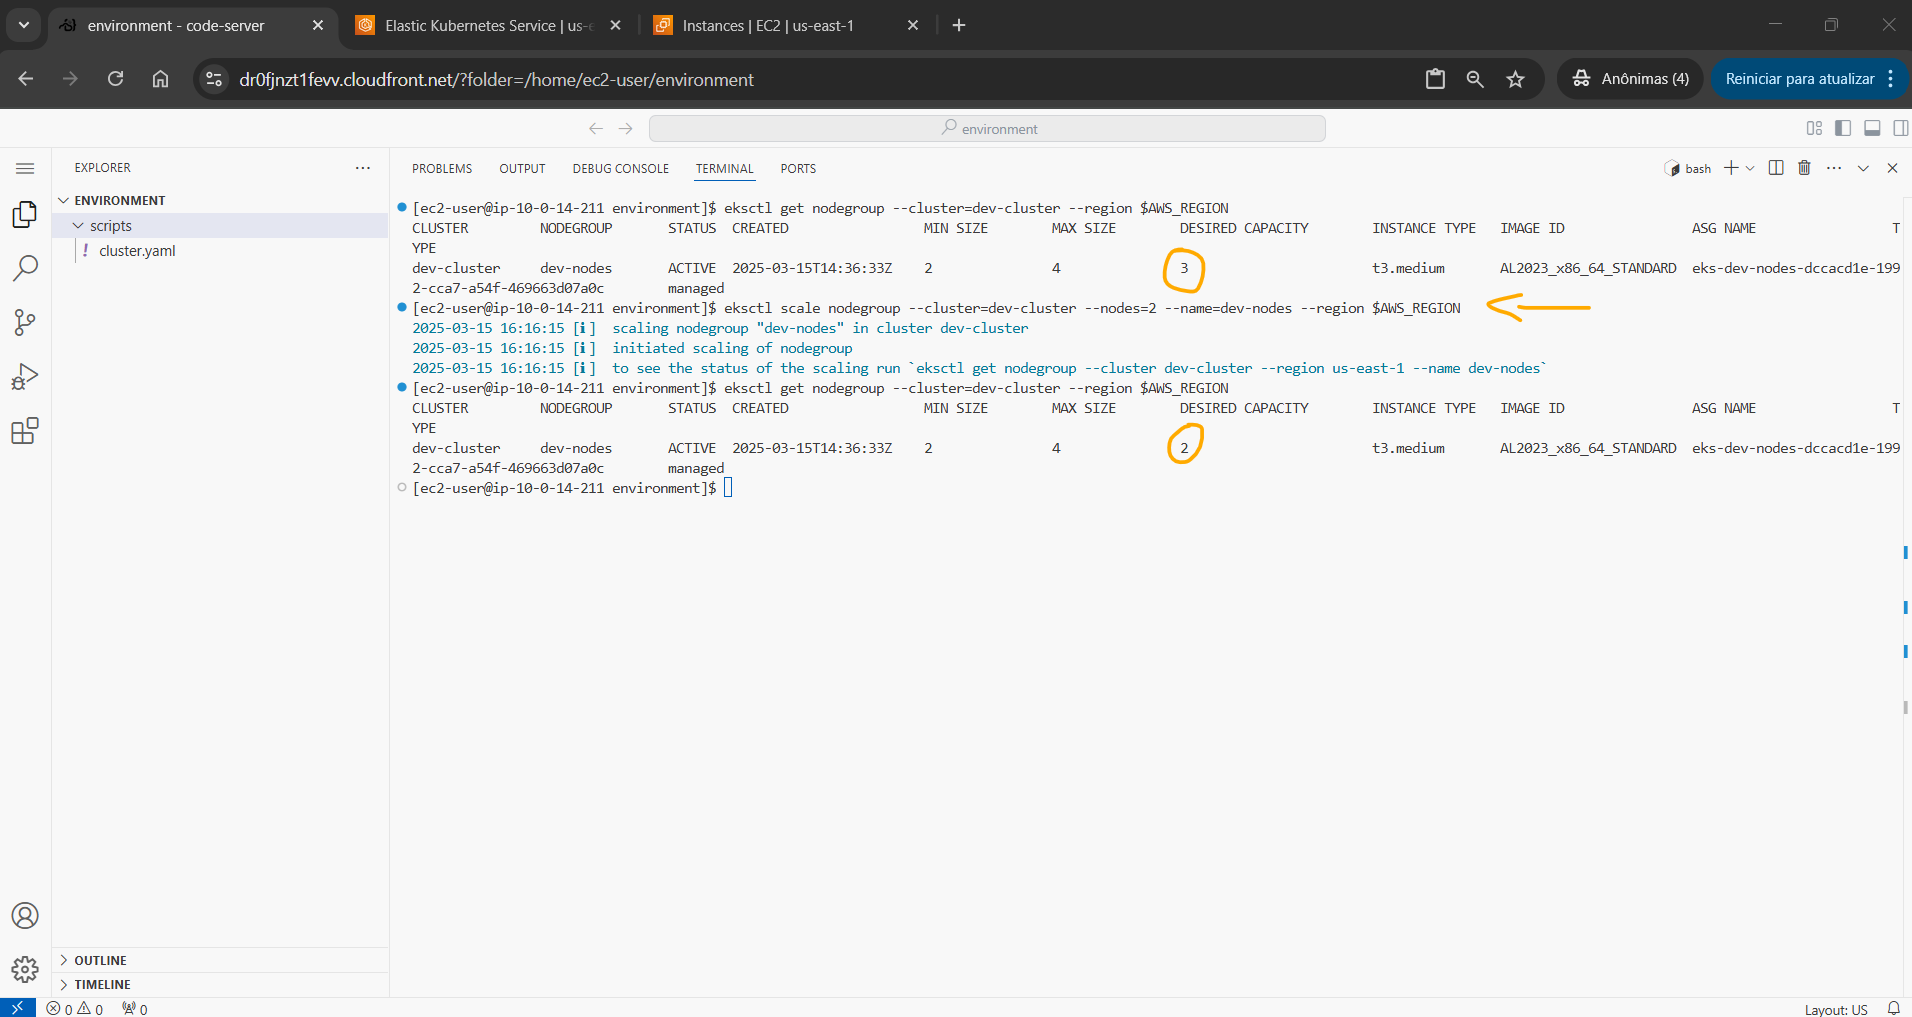 environment - code-server
Elastic Kubernetes Service | us-e
Instances | EC2 | us-east-1
dr0fjnzt1fevv.cloudfront.net/?folder=/home/ec2-user/environment
Anônimas (4)
Reiniciar para atualizar
environment
EXPLORER
ENVIRONMENT
scripts
! cluster.yaml
OUTLINE
TIMELINE
PROBLEMS OUTPUT DEBUG CONSOLE TERMINAL PORTS
bash
[ec2-user@ip-10-0-14-211 environment]$ eksctl get nodegroup --cluster=dev-cluster --region $AWS_REGION
CLUSTER NODEGROUP STATUS CREATED MIN SIZE MAX SIZE DESIRED CAPACITY INSTANCE TYPE IMAGE ID ASG NAME T
YPE
dev-cluster dev-nodes ACTIVE 2025-03-15T14:36:33Z 2 4 3 t3.medium AL2023_x86_64_STANDARD eks-dev-nodes-dccacd1e-199
2-cca7-a54f-469663d07a0c managed
[ec2-user@ip-10-0-14-211 environment]$ eksctl scale nodegroup --cluster=dev-cluster --nodes=2 --name=dev-nodes --region $AWS_REGION
2025-03-15 16:16:15 [ℹ] scaling nodegroup "dev-nodes" in cluster dev-cluster
2025-03-15 16:16:15 [ℹ] initiated scaling of nodegroup
2025-03-15 16:16:15 [ℹ] to see the status of the scaling run `eksctl get nodegroup --cluster dev-cluster --region us-east-1 --name dev-nodes`
[ec2-user@ip-10-0-14-211 environment]$ eksctl get nodegroup --cluster=dev-cluster --region $AWS_REGION
CLUSTER NODEGROUP STATUS CREATED MIN SIZE MAX SIZE DESIRED CAPACITY INSTANCE TYPE IMAGE ID ASG NAME T
YPE
dev-cluster dev-nodes ACTIVE 2025-03-15T14:36:33Z 2 4 2 t3.medium AL2023_x86_64_STANDARD eks-dev-nodes-dccacd1e-199
2-cca7-a54f-469663d07a0c managed
[ec2-user@ip-10-0-14-211 environment]$
0 0 0
Layout: US